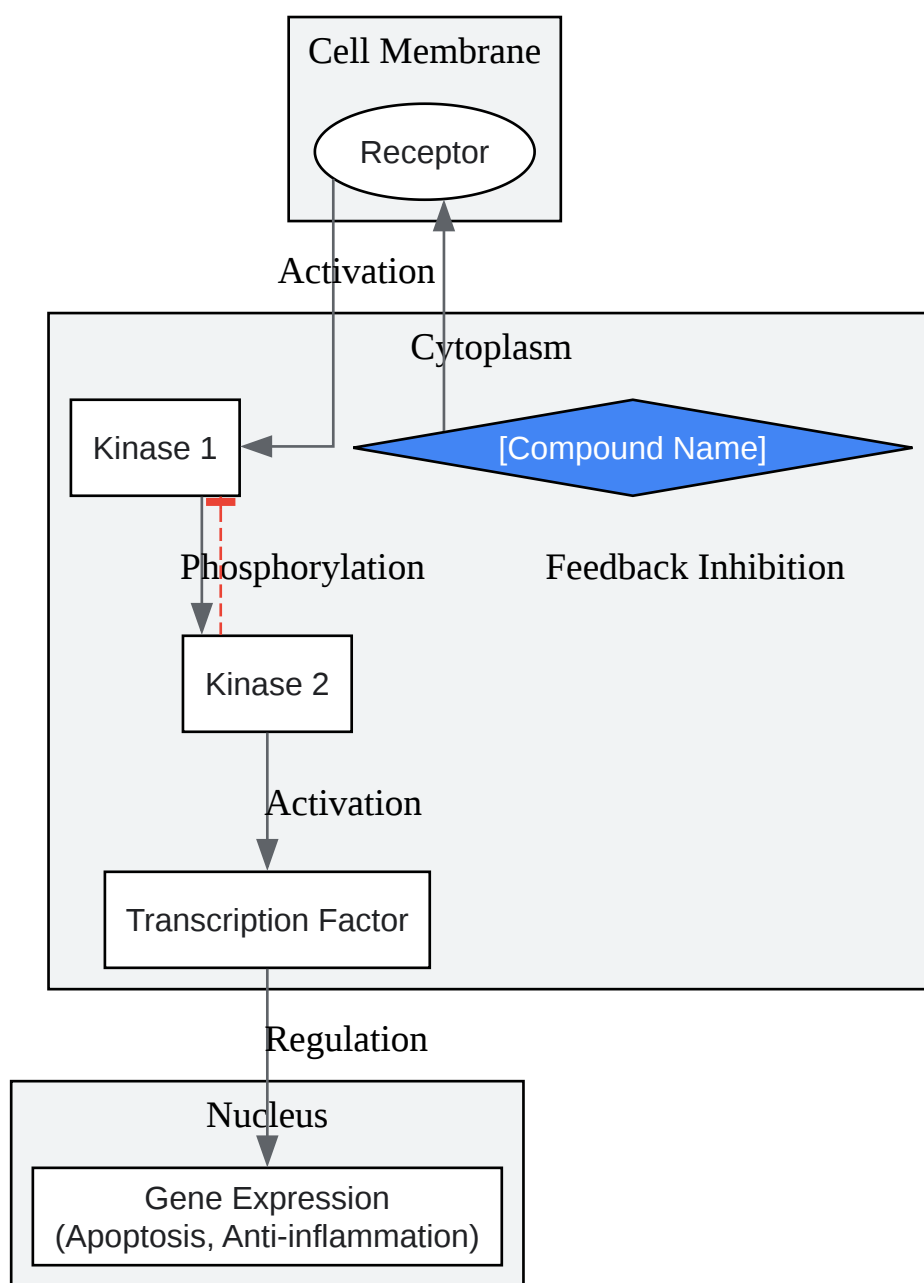 Cell Membrane
Receptor
Activation
Cytoplasm
Kinase 1
[Compound Name]
Phosphorylation
Feedback Inhibition
Kinase 2
Activation
Transcription Factor
Regulation
Nucleus
Gene Expression
(Apoptosis, Anti-inflammation)